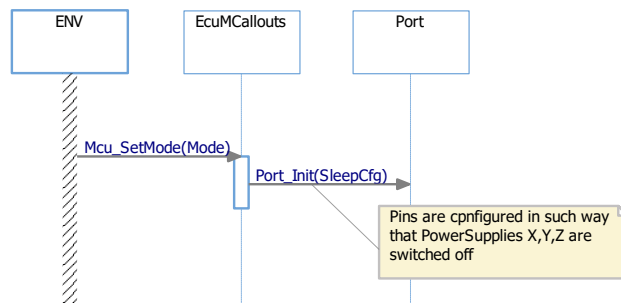 ENV
EcuMCallouts
Port
Mcu_SetMode(Mode)
Port_Init(SleepCfg)
Pins are cpnfigured in such way
that PowerSupplies X,Y,Z are
switched off